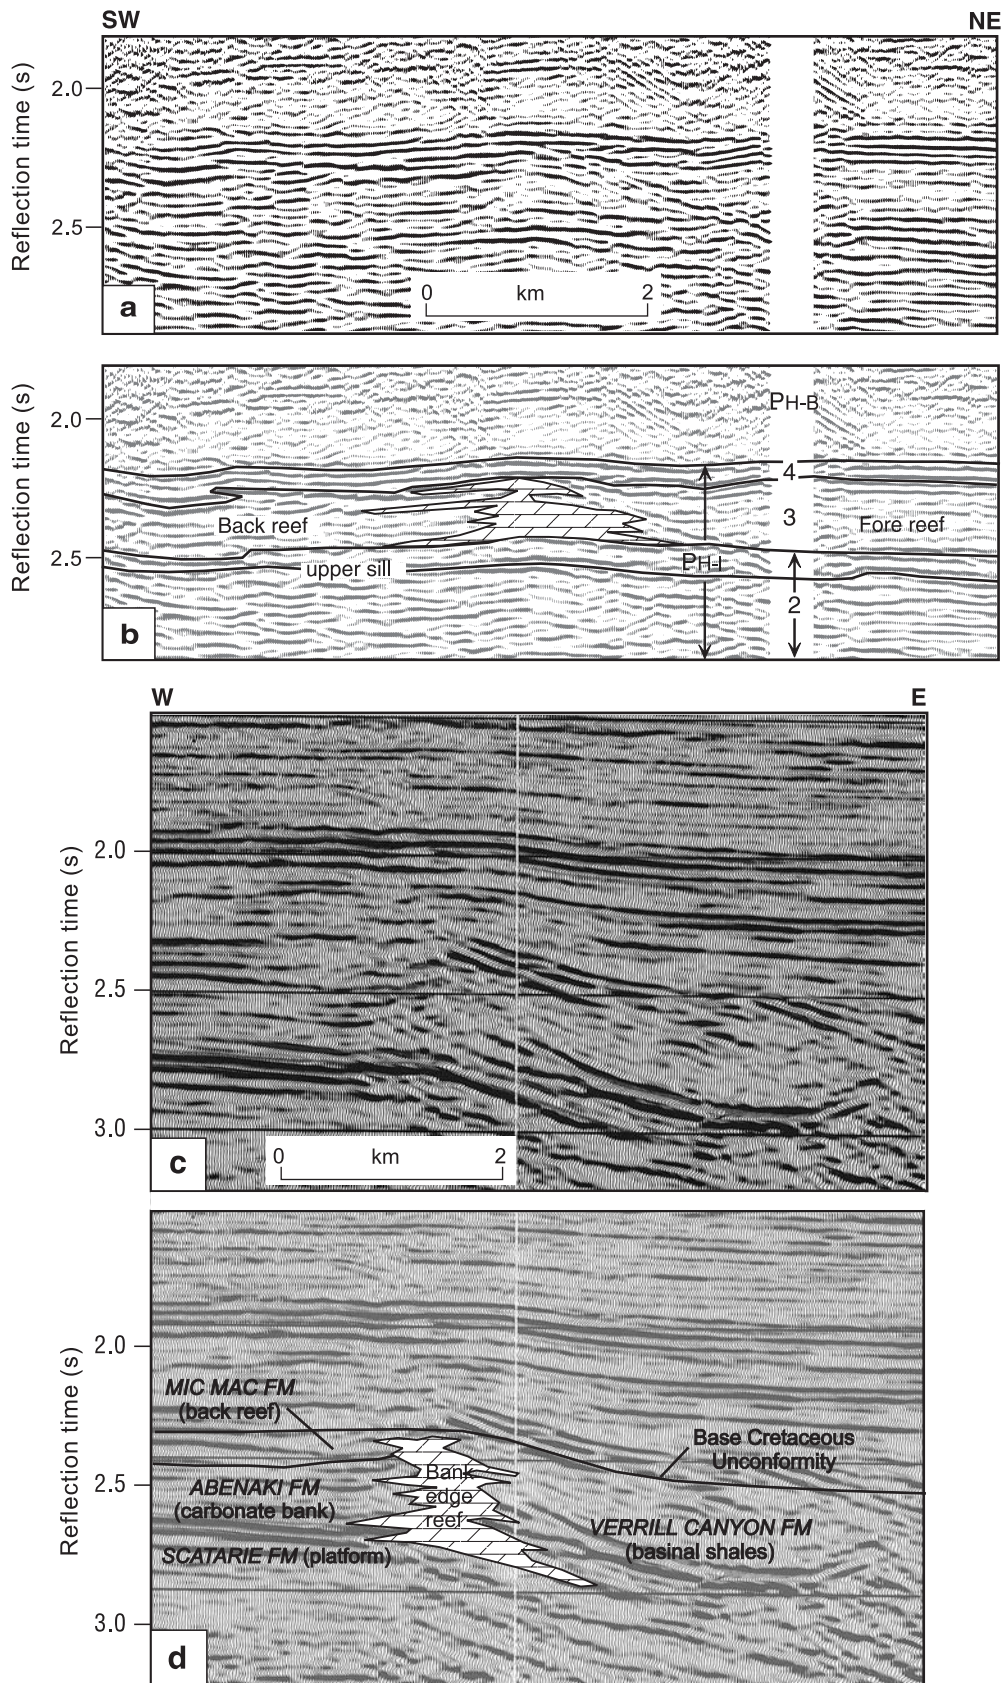 SW NE
Reflection time (s)
2.0
2.5
0 km 2
a
Reflection time (s)
2.0
2.5
PH-B
4
3
Back reef
Fore reef
upper sill
PH-I
2
b
W E
Reflection time (s)
2.0
2.5
3.0
0 km 2
c
Reflection time (s)
2.0
2.5
3.0
MIC MAC FM
(back reef)
Base Cretaceous
Unconformity
Bank
edge
reef
ABENAKI FM
(carbonate bank)
VERRILL CANYON FM
(basinal shales)
SCATARIE FM (platform)
d